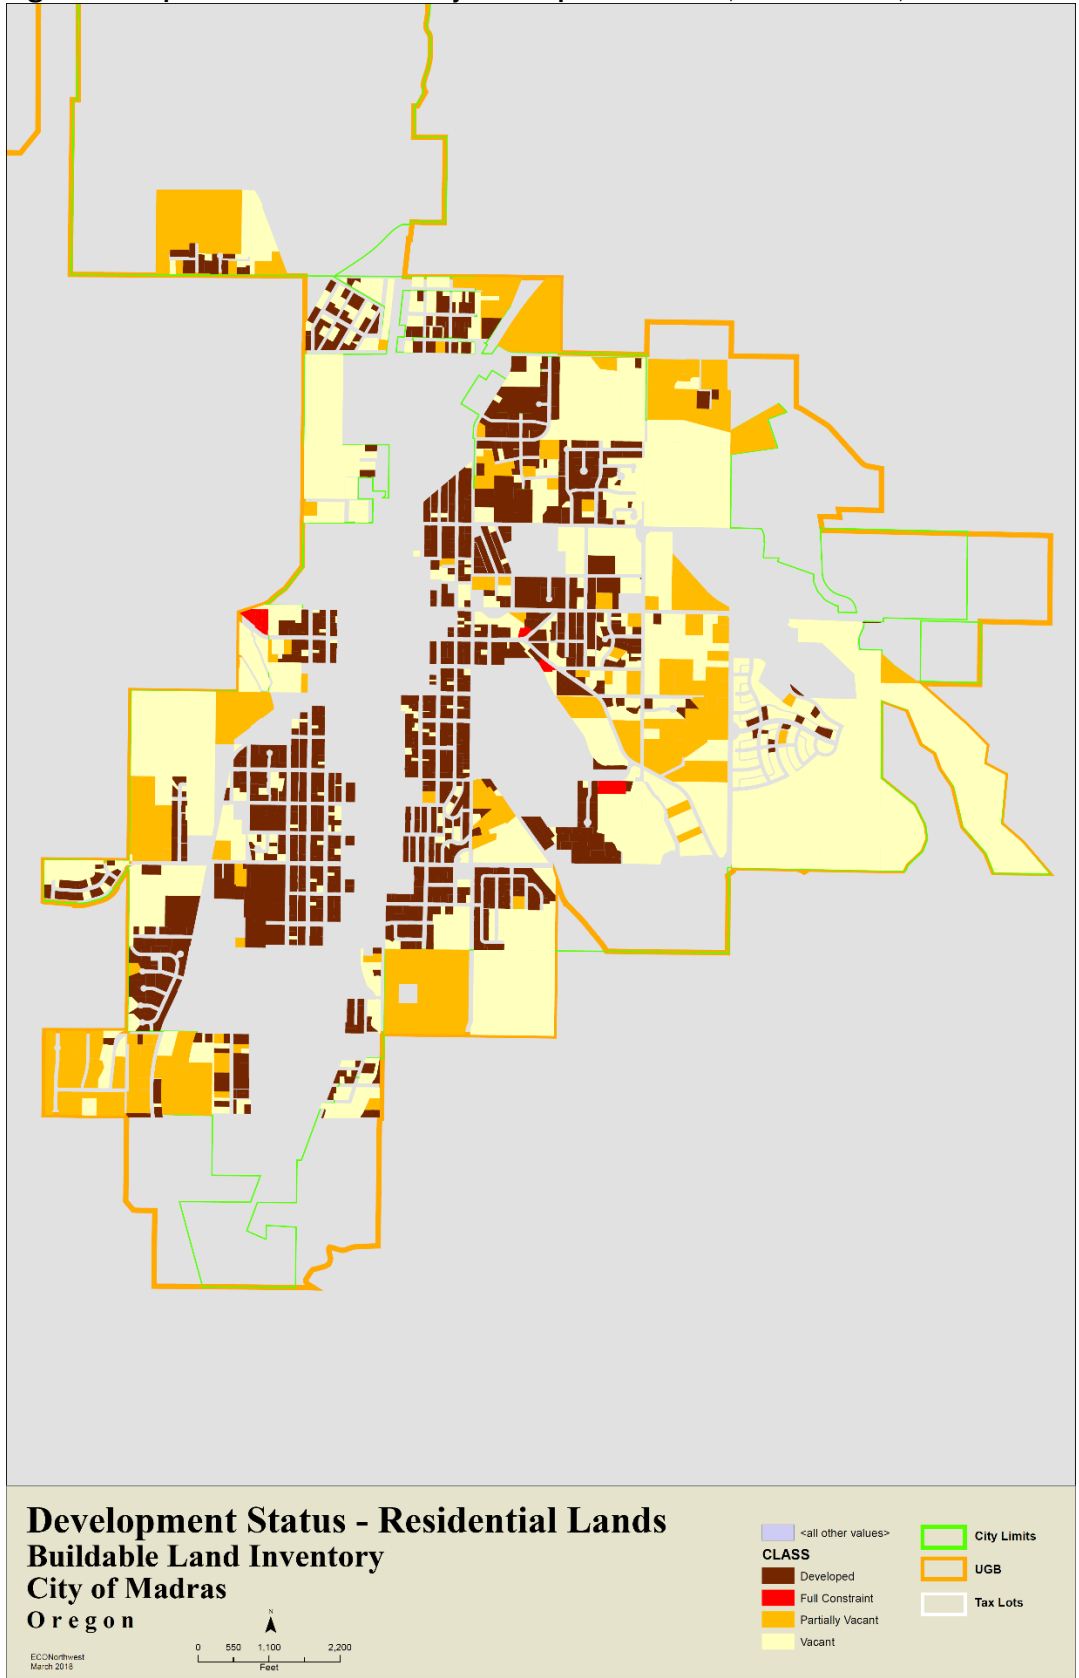 Development Status - Residential Lands
Buildable Land Inventory
City of Madras
Oregon
ECONorthwest
March 2018
N
0 550 1,100 2,200
Feet
<all other values>
CLASS
Developed
Full Constraint
Partially Vacant
Vacant
City Limits
UGB
Tax Lots